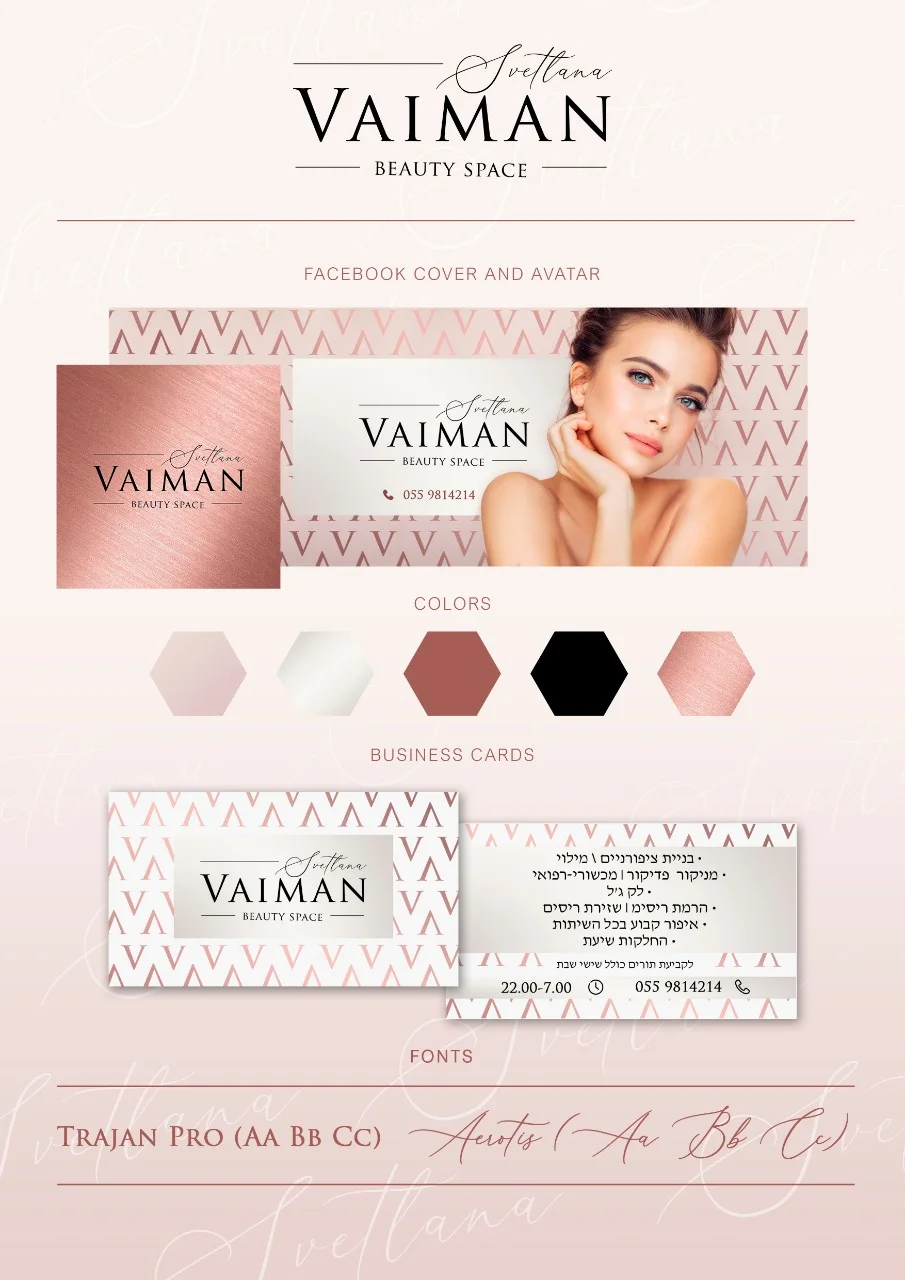 Svetlana
VAIMAN
BEAUTY SPACE
FACEBOOK COVER AND AVATAR
Svetlana
VAIMAN
BEAUTY SPACE
055 9814214
Svetlana
VAIMAN
BEAUTY SPACE
COLORS
BUSINESS CARDS
Svetlana
VAIMAN
BEAUTY SPACE
• בניית ציפורניים \ מילוי
• מניקור פדיקור | מכשורי-רפואי
• לק ג׳ל
• הרמת ריסימ | שזירת ריסים
• איפור קבוע בכל השיתות
• החלקות שיער
לקביעת תורים כולל שישי שבת
22.00-7.00 055 9814214
FONTS
TRAJAN PRO (AA BB CC) Aerotis (Aa Bb Cc)
Svetlana